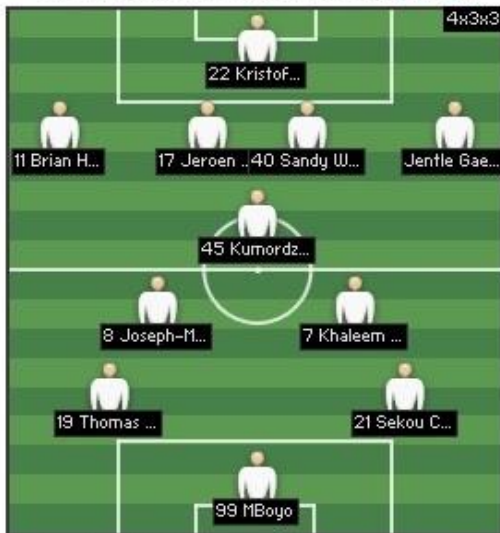 4x3x3
22 Kristof...
11 Brian H...
17 Jeroen ...
40 Sandy W...
Jentle Gae...
45 Kumordz...
8 Joseph-M...
7 Khaleem ...
19 Thomas ...
21 Sekou C...
99 MBoyo